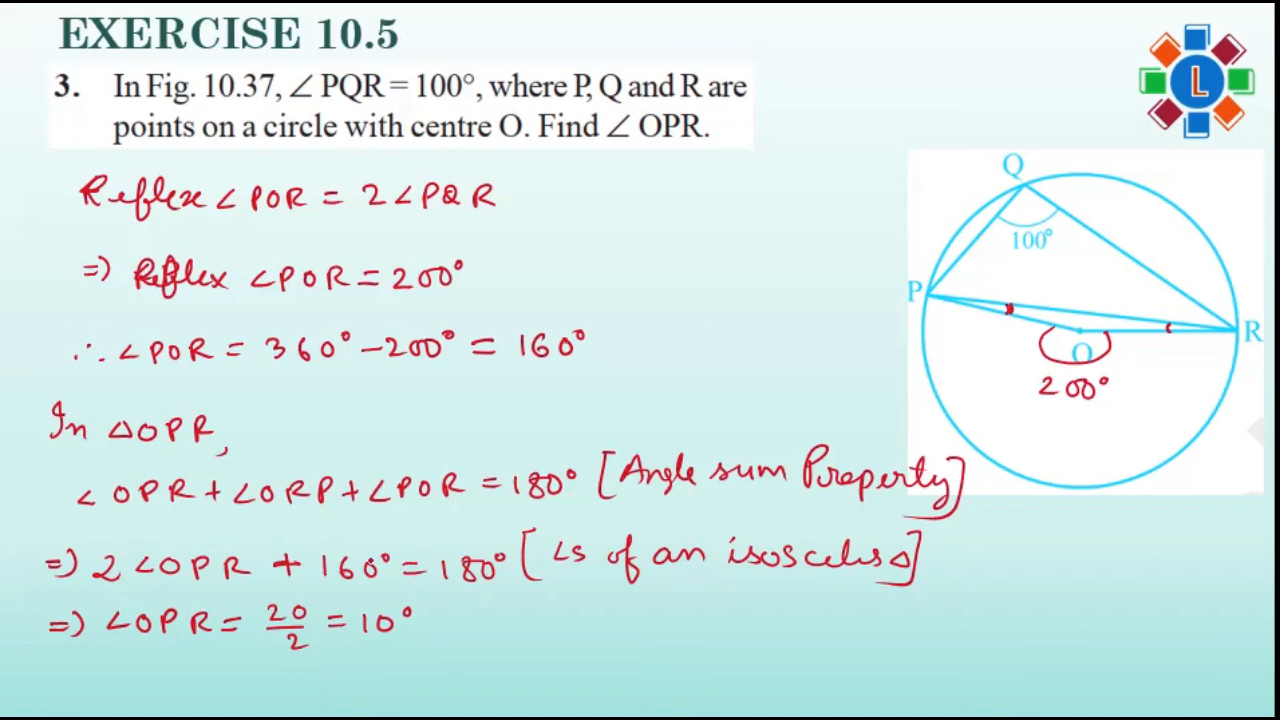 EXERCISE 10.5
L
3. In Fig. 10.37, ∠ PQR = 100°, where P, Q and R are
points on a circle with centre O. Find ∠ OPR.
Reflex ∠POR = 2∠PQR
⇒ Reflex ∠POR = 200°
∴ ∠POR = 360° – 200° = 160°
In △OPR,
∠OPR + ∠ORP + ∠POR = 180° [Angle sum Property]
⇒ 2∠OPR + 160° = 180° [∠s of an isosceles △]
⇒ ∠OPR = 20/2 = 10°
Q
100°
P
R
O
200°